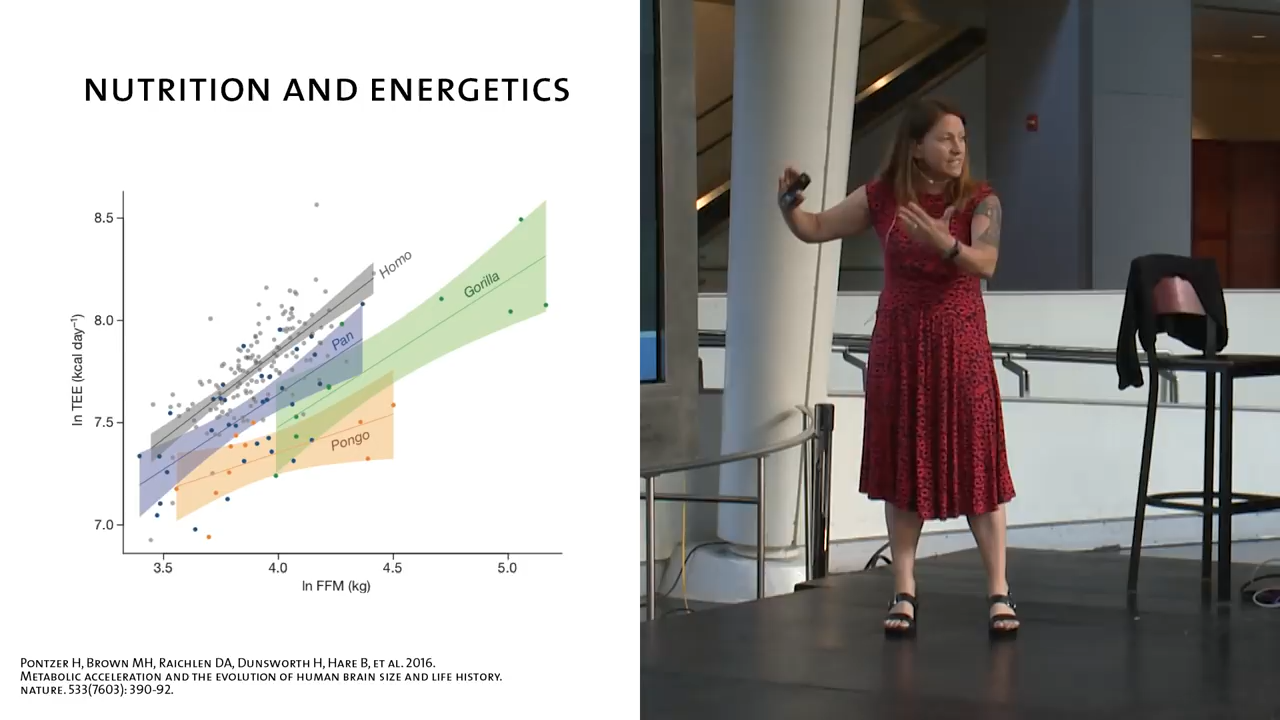 NUTRITION AND ENERGETICS
ln TEE (kcal day⁻¹)
8.5
8.0
7.5
7.0
Homo
Gorilla
Pan
Pongo
3.5 4.0 4.5 5.0
ln FFM (kg)
PONTZER H, BROWN MH, RAICHLEN DA, DUNSWORTH H, HARE B, ET AL. 2016.
METABOLIC ACCELERATION AND THE EVOLUTION OF HUMAN BRAIN SIZE AND LIFE HISTORY.
NATURE. 533(7603): 390-92.